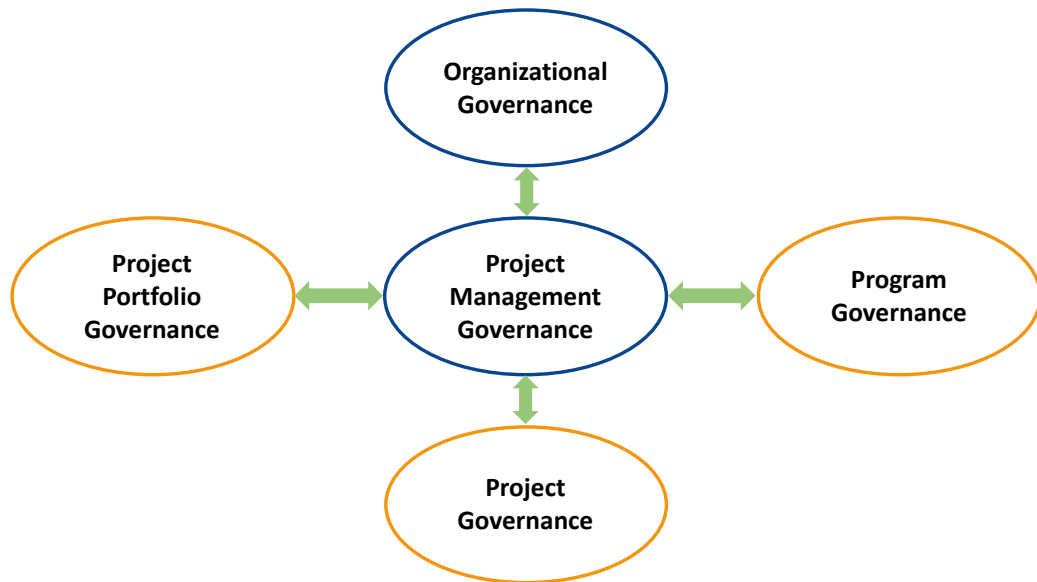 Organizational
Governance
Project
Portfolio
Governance
Project
Management
Governance
Program
Governance
Project
Governance